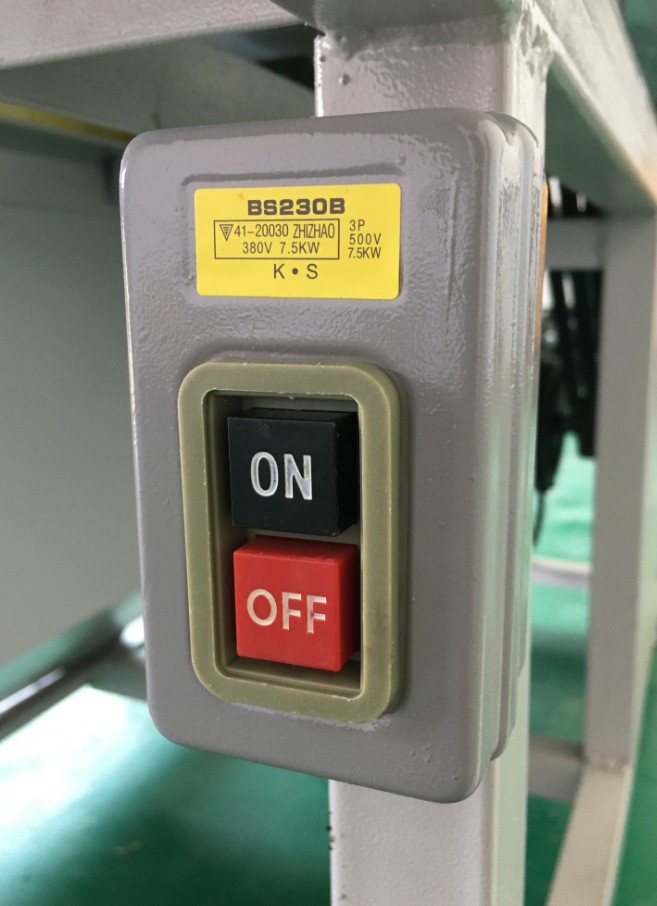 BS230B
41-20030 ZHIZHAO
380V 7.5KW
3P
500V
7.5KW
K•S
ON
OFF